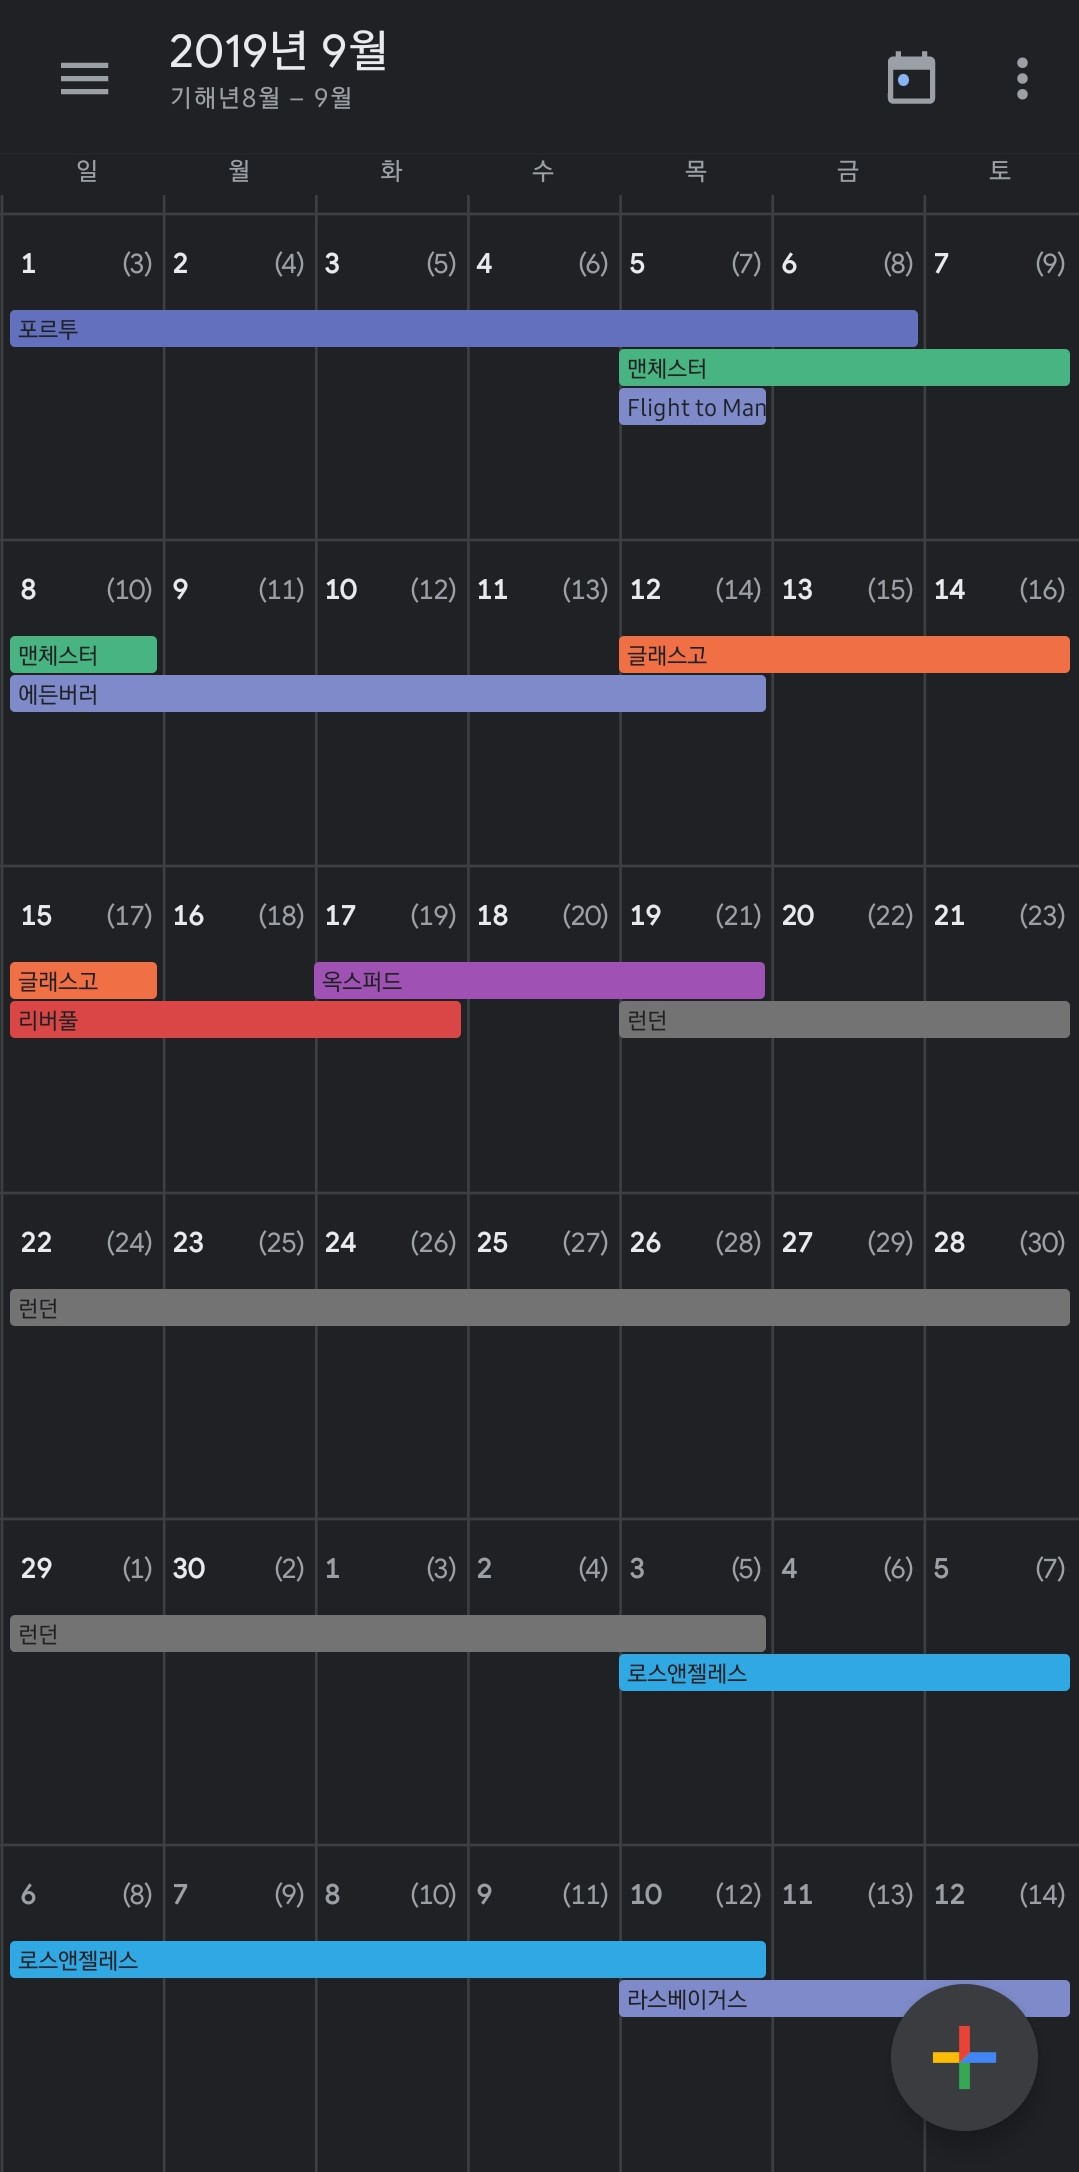 2019년 9월
기해년8월 – 9월
일 월 화 수 목 금 토
1 (3) 2 (4) 3 (5) 4 (6) 5 (7) 6 (8) 7 (9)
포르투
맨체스터
Flight to Man
8 (10) 9 (11) 10 (12) 11 (13) 12 (14) 13 (15) 14 (16)
맨체스터 글래스고
에든버러
15 (17) 16 (18) 17 (19) 18 (20) 19 (21) 20 (22) 21 (23)
글래스고 옥스퍼드
리버풀 런던
22 (24) 23 (25) 24 (26) 25 (27) 26 (28) 27 (29) 28 (30)
런던
29 (1) 30 (2) 1 (3) 2 (4) 3 (5) 4 (6) 5 (7)
런던
로스앤젤레스
6 (8) 7 (9) 8 (10) 9 (11) 10 (12) 11 (13) 12 (14)
로스앤젤레스
라스베이거스